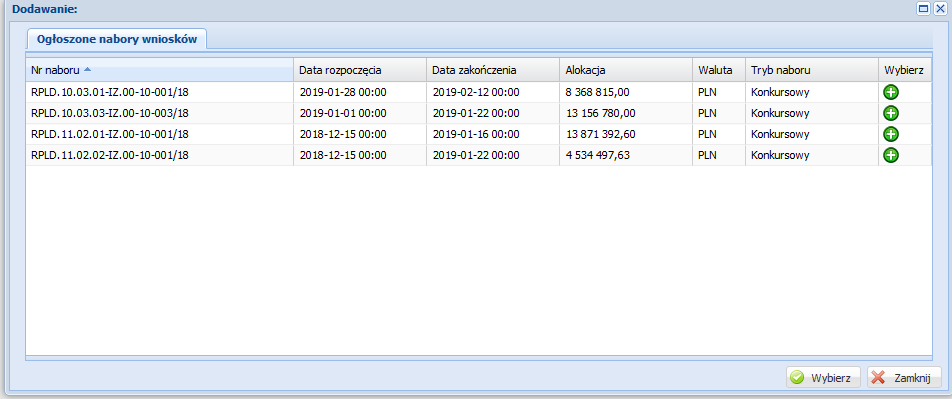 Dodawanie:
Ogłoszone nabory wniosków
Nr naboru Data rozpoczęcia Data zakończenia Alokacja Waluta Tryb naboru Wybierz
RPLD.10.03.01-IZ.00-10-001/18 2019-01-28 00:00 2019-02-12 00:00 8 368 815,00 PLN Konkursowy
RPLD.10.03.03-IZ.00-10-003/18 2019-01-01 00:00 2019-01-22 00:00 13 156 780,00 PLN Konkursowy
RPLD.11.02.01-IZ.00-10-001/18 2018-12-15 00:00 2019-01-16 00:00 13 871 392,60 PLN Konkursowy
RPLD.11.02.02-IZ.00-10-001/18 2018-12-15 00:00 2019-01-22 00:00 4 534 497,63 PLN Konkursowy
Wybierz Zamknij